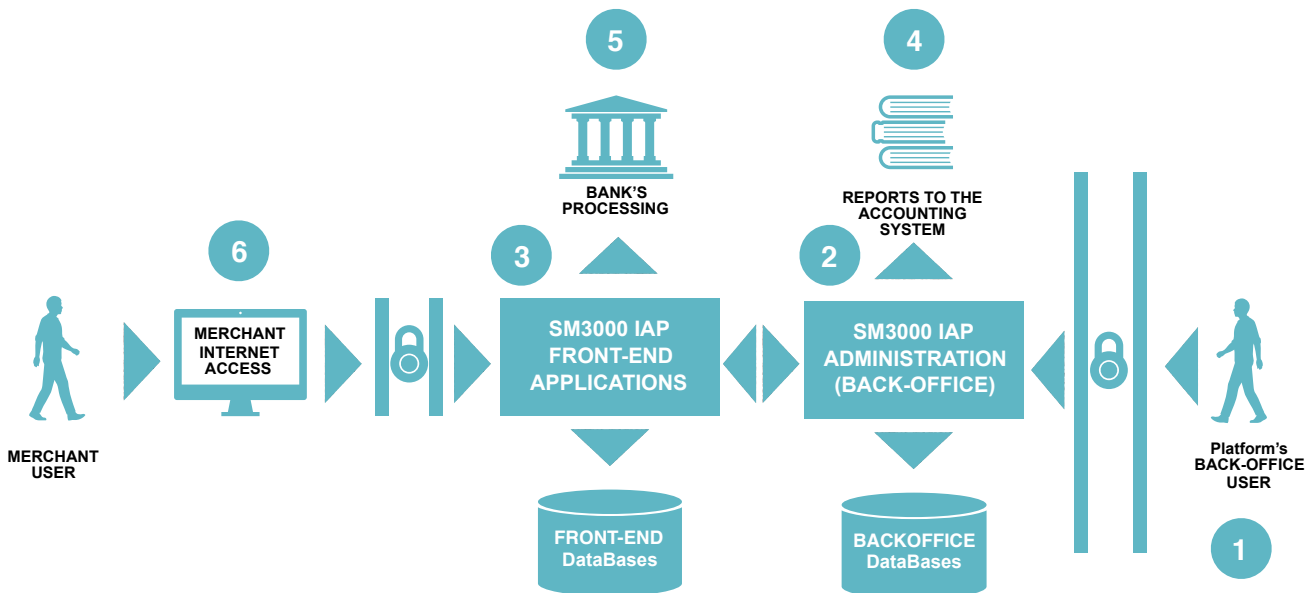 5
4
BANK'S
PROCESSING
REPORTS TO THE
ACCOUNTING
SYSTEM
6
3
2
MERCHANT
INTERNET
ACCESS
SM3000 IAP
FRONT-END
APPLICATIONS
SM3000 IAP
ADMINISTRATION
(BACK-OFFICE)
MERCHANT
USER
Platform's
BACK-OFFICE
USER
FRONT-END
DataBases
BACKOFFICE
DataBases
1